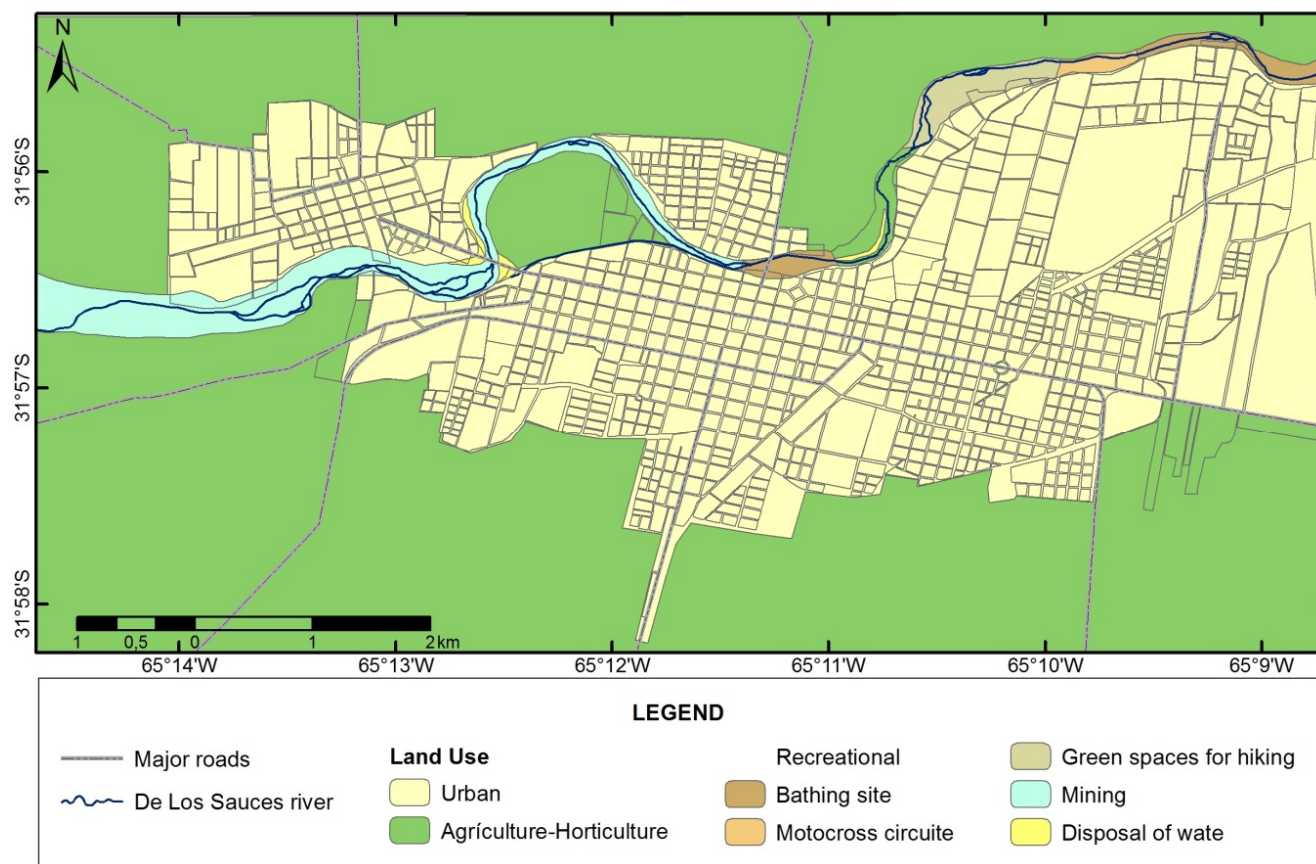 N
31°56'S
31°57'S
31°58'S
1 0,5 0 1 2 km
65°14'W 65°13'W 65°12'W 65°11'W 65°10'W 65°9'W
LEGEND
Major roads
De Los Sauces river
Land Use
Urban
Agrículture-Horticulture
Recreational
Bathing site
Motocross circuite
Green spaces for hiking
Mining
Disposal of wate